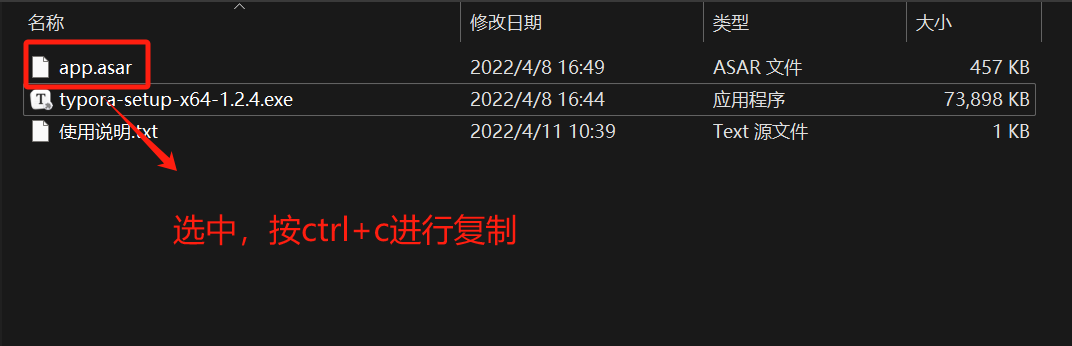 名称 修改日期 类型 大小
app.asar 2022/4/8 16:49 ASAR 文件 457 KB
typora-setup-x64-1.2.4.exe 2022/4/8 16:44 应用程序 73,898 KB
使用说明.txt 2022/4/11 10:39 Text 源文件 1 KB
选中，按ctrl+c进行复制